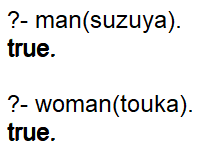 ?- man(suzuya).
true.
?- woman(touka).
true.